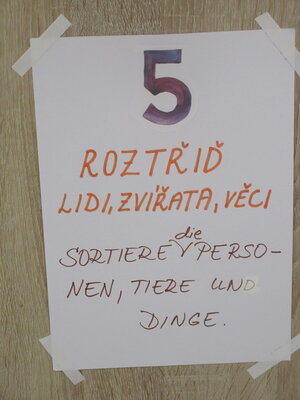 5
ROZTŘIĎ
LIDI, ZVÍŘATA, VĚCI
SORTIERE die PERSO-
NEN, TIERE UND
DINGE.